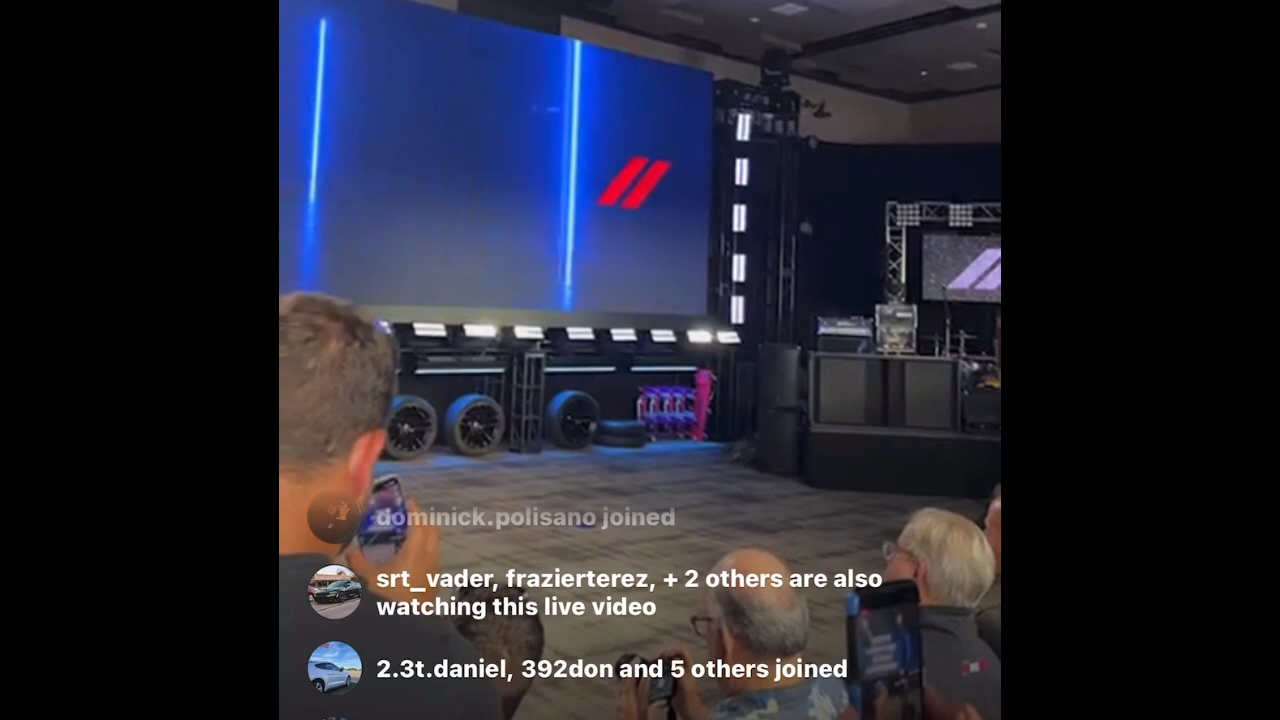 dominick.polisano joined
srt_vader, frazierterez, + 2 others are also
watching this live video
2.3t.daniel, 392don and 5 others joined